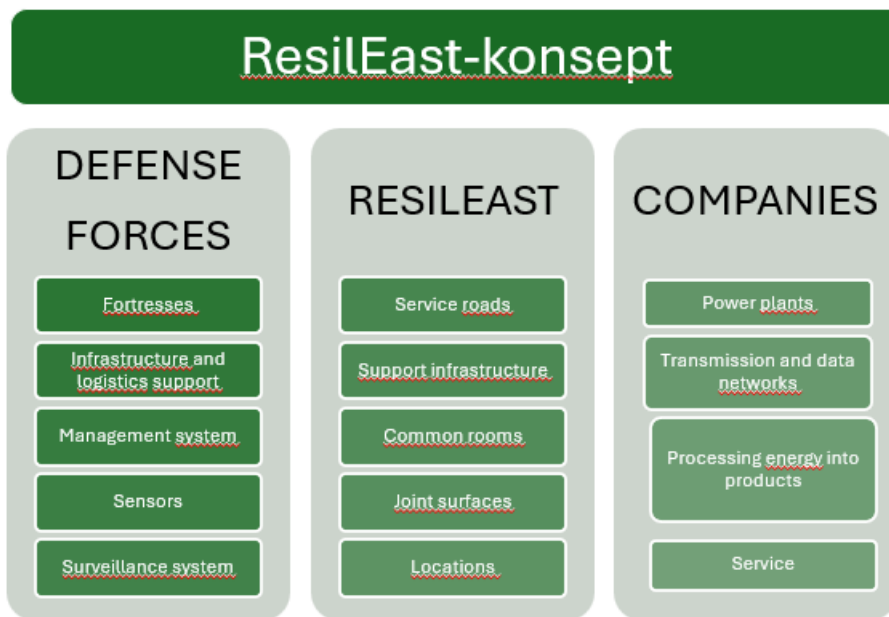 ResilEast-konsept
DEFENSE
FORCES
Fortresses
Infrastructure and
logistics support
Management system
Sensors
Surveillance system
RESILEAST
Service roads
Support infrastructure
Common rooms
Joint surfaces
Locations
COMPANIES
Power plants
Transmission and data
networks
Processing energy into
products
Service